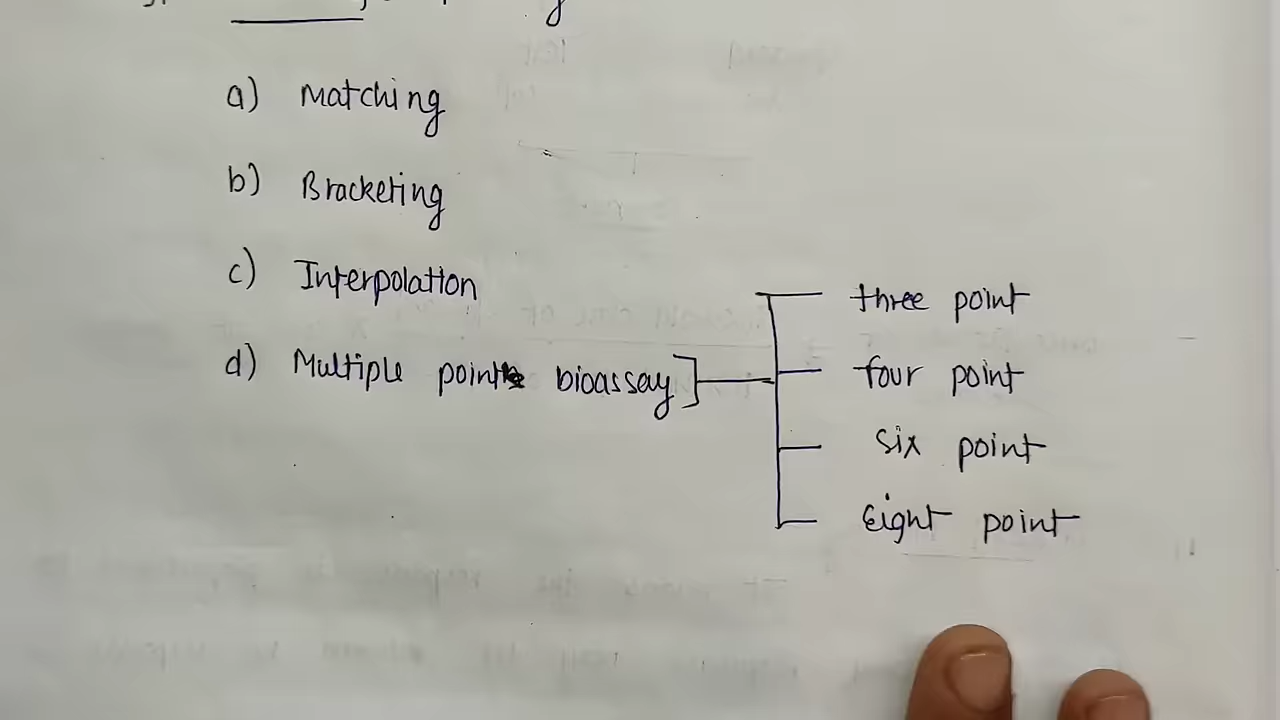 a) Matching
b) Bracketing
c) Interpolation
d) Multiple point bioassay
three point
four point
six point
Eight point